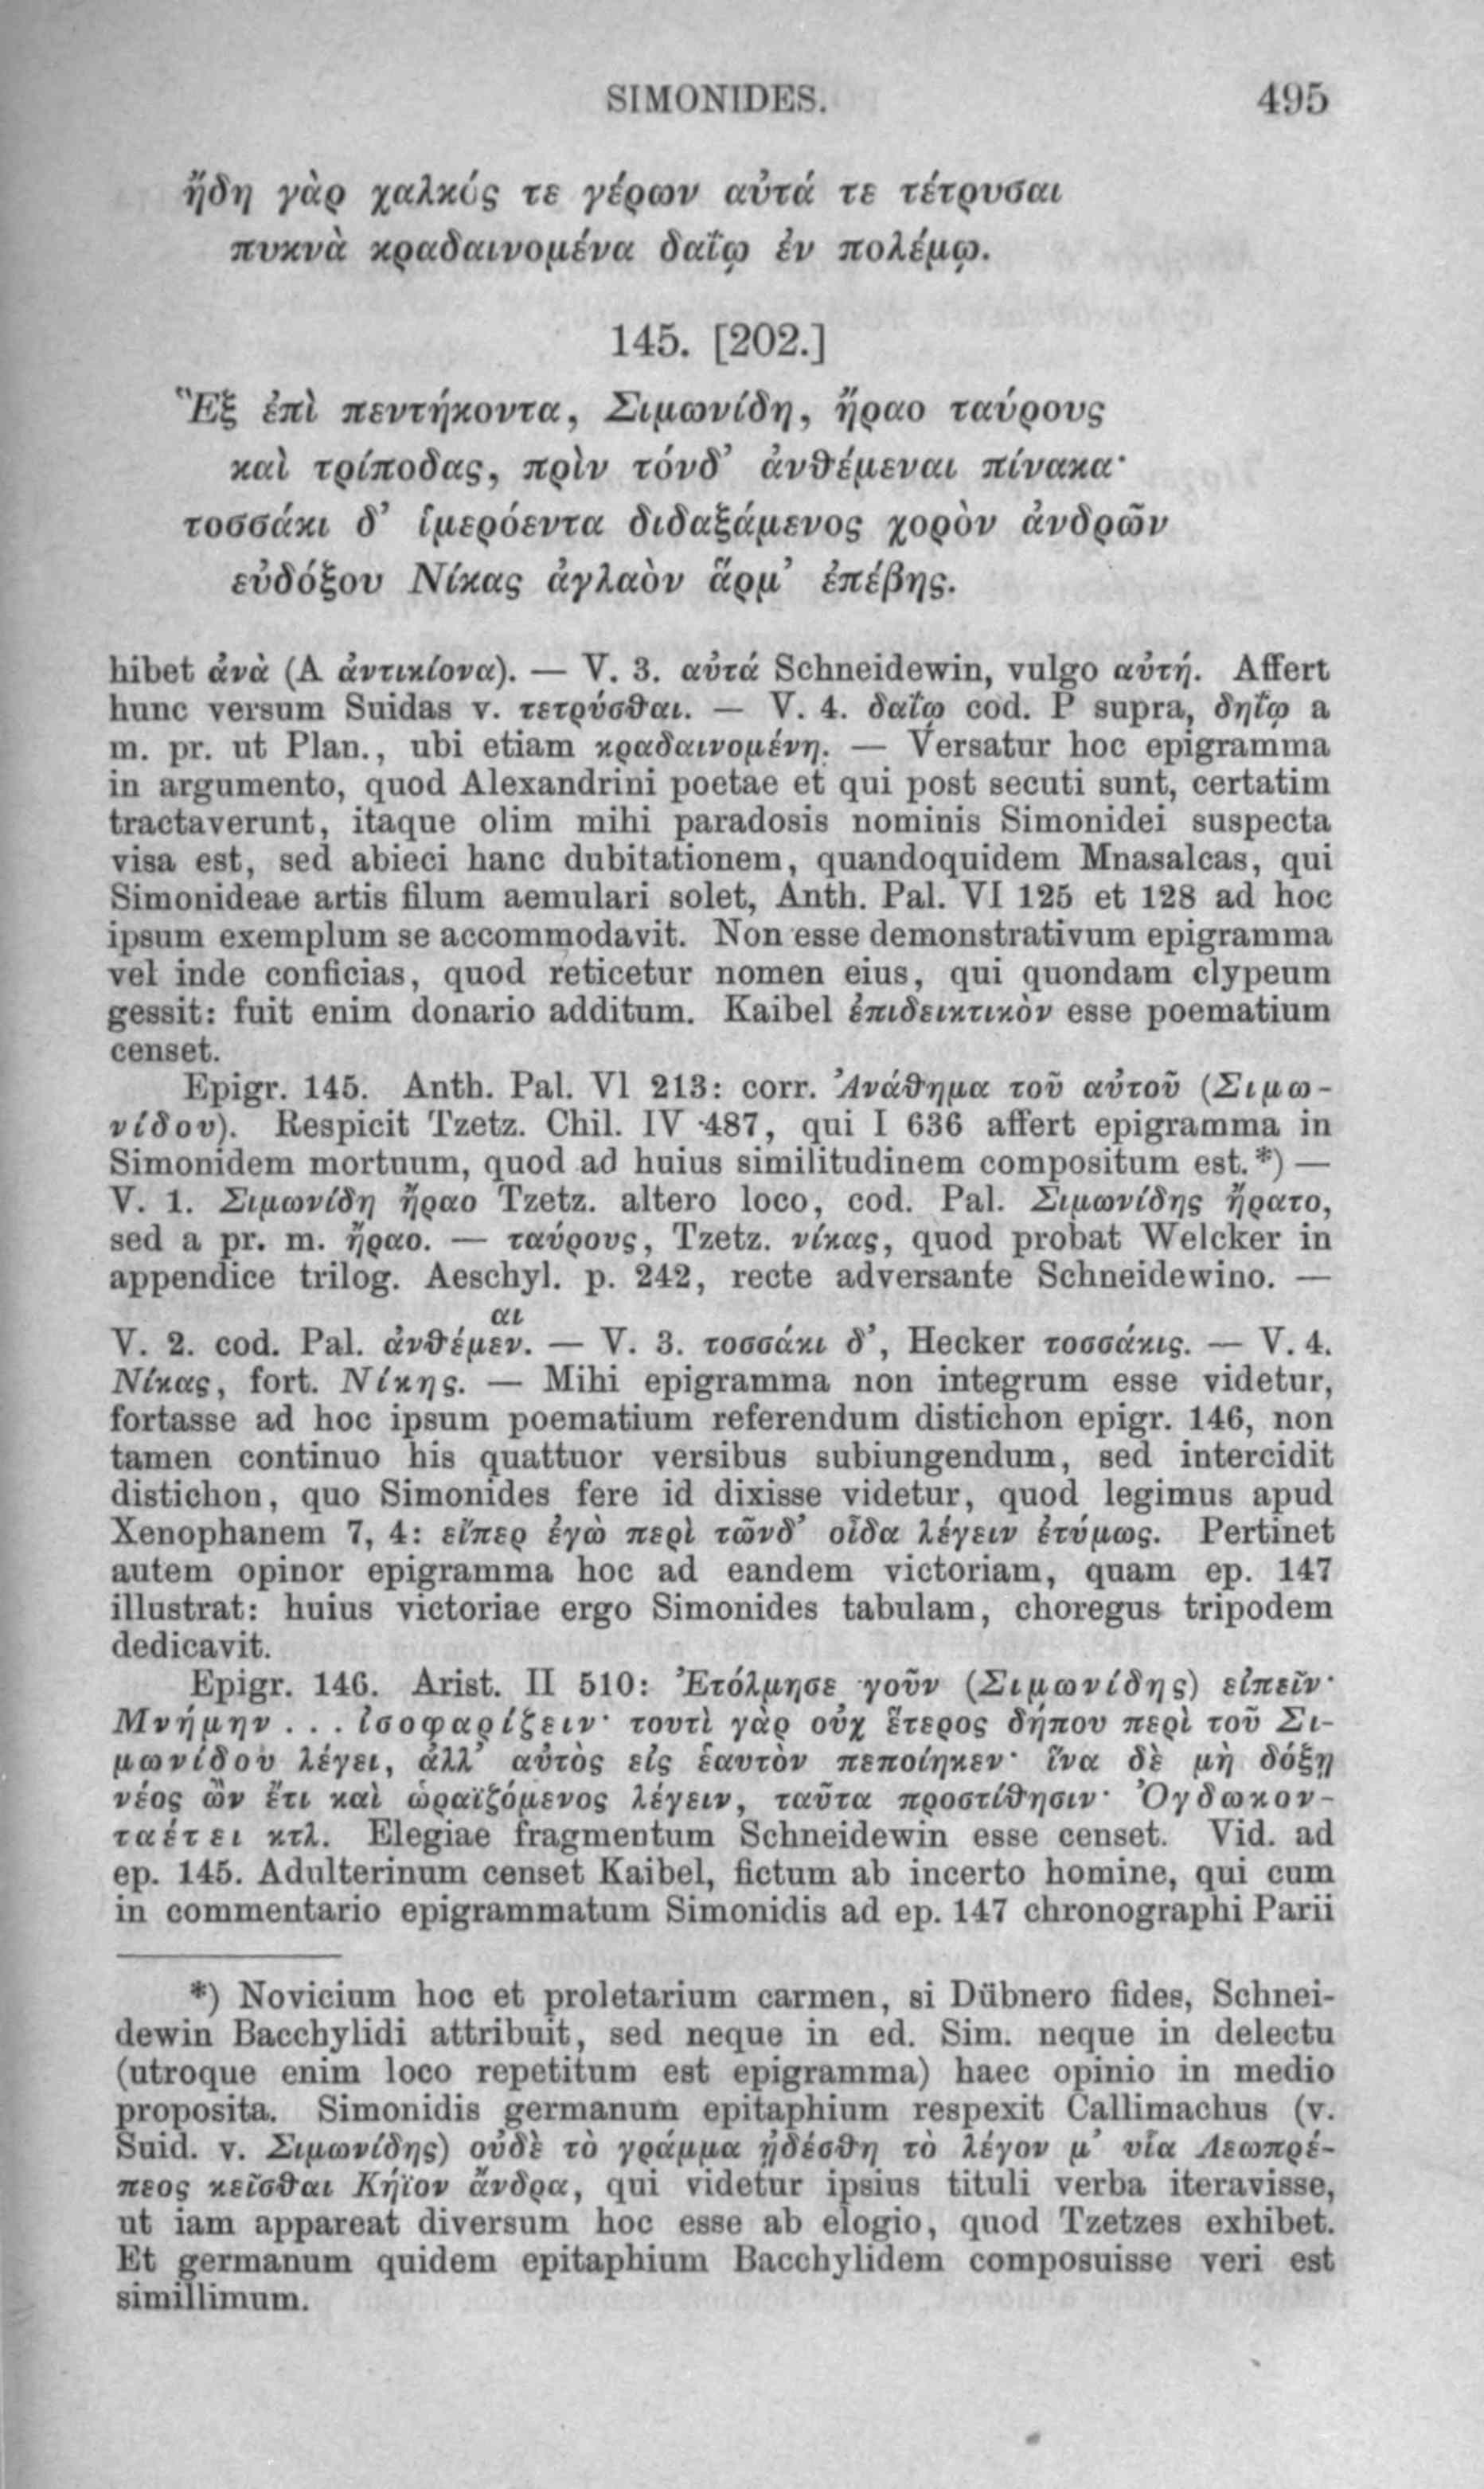 SIMONIDES. 495
ἤδη γὰρ χαλκός τε γέρων αὐτά τε τέτρυσαι
πυκνὰ κραδαινομένα δαΐῳ ἐν πολέμῳ.
145. [202.]
Ἓξ ἐπὶ πεντήκοντα, Σιμωνίδη, ἤραο ταύρους
καὶ τρίποδας, πρὶν τόνδ’ ἀνθέμεναι πίνακα·
τοσσάκι δ’ ἱμερόεντα διδαξάμενος χορὸν ἀνδρῶν
εὐδόξου Νίκας ἀγλαὸν ἅρμ’ ἐπέβης.
hibet ἀνὰ (A ἀντικίονα). — V. 3. αὐτά Schneidewin, vulgo αὐτή. Affert
hunc versum Suidas v. τετρύσθαι. — V. 4. δαΐῳ cod. P supra, δηΐῳ a
m. pr. ut Plan., ubi etiam κραδαινομένη. — Versatur hoc epigramma
in argumento, quod Alexandrini poetae et qui post secuti sunt, certatim
tractaverunt, itaque olim mihi paradosis nominis Simonidei suspecta
visa est, sed abieci hanc dubitationem, quandoquidem Mnasalcas, qui
Simonideae artis filum aemulari solet, Anth. Pal. VI 125 et 128 ad hoc
ipsum exemplum se accommodavit. Non esse demonstrativum epigramma
vel inde conficias, quod reticetur nomen eius, qui quondam clypeum
gessit: fuit enim donario additum. Kaibel ἐπιδεικτικὸν esse poematium
censet.
Epigr. 145. Anth. Pal. VI 213: corr. Ἀνάθημα τοῦ αὐτοῦ (Σιμω-
νίδου). Respicit Tzetz. Chil. IV 487, qui I 636 affert epigramma in
Simonidem mortuum, quod ad huius similitudinem compositum est.*) —
V. 1. Σιμωνίδη ἤραο Tzetz. altero loco, cod. Pal. Σιμωνίδης ἤρατο,
sed a pr. m. ἤραο. — ταύρους, Tzetz. νίκας, quod probat Welcker in
appendice trilog. Aeschyl. p. 242, recte adversante Schneidewino. —
αι
V. 2. cod. Pal. ἀνθέμεν. — V. 3. τοσσάκι δ’, Hecker τοσσάκις. — V. 4.
Νίκας, fort. Νίκης. — Mihi epigramma non integrum esse videtur,
fortasse ad hoc ipsum poematium referendum distichon epigr. 146, non
tamen continuo his quattuor versibus subiungendum, sed intercidit
distichon, quo Simonides fere id dixisse videtur, quod legimus apud
Xenophanem 7, 4: εἴπερ ἐγὼ περὶ τῶνδ’ οἶδα λέγειν ἐτύμως. Pertinet
autem opinor epigramma hoc ad eandem victoriam, quam ep. 147
illustrat: huius victoriae ergo Simonides tabulam, choregus tripodem
dedicavit.
Epigr. 146. Arist. II 510: Ἐτόλμησε γοῦν (Σιμωνίδης) εἰπεῖν·
Μνήμην . . . ἰσοφαρίζειν· τουτὶ γὰρ οὐχ ἕτερος δήπου περὶ τοῦ Σι-
μωνίδου λέγει, ἀλλ’ αὐτὸς εἰς ἑαυτὸν πεποίηκεν· ἵνα δὲ μὴ δόξῃ
νέος ὢν ἔτι καὶ ὡραϊζόμενος λέγειν, ταῦτα προστίθησιν· Ὀγδωκον-
ταέτει κτλ. Elegiae fragmentum Schneidewin esse censet. Vid. ad
ep. 145. Adulterinum censet Kaibel, fictum ab incerto homine, qui cum
in commentario epigrammatum Simonidis ad ep. 147 chronographi Parii
*) Novicium hoc et proletarium carmen, si Dübnero fides, Schnei-
dewin Bacchylidi attribuit, sed neque in ed. Sim. neque in delectu
(utroque enim loco repetitum est epigramma) haec opinio in medio
proposita. Simonidis germanum epitaphium respexit Callimachus (v.
Suid. v. Σιμωνίδης) οὐδὲ τὸ γράμμα ᾐδέσθη τὸ λέγον μ’ υἷα Λεωπρέ-
πεος κεῖσθαι Κήϊον ἄνδρα, qui videtur ipsius tituli verba iteravisse,
ut iam appareat diversum hoc esse ab elogio, quod Tzetzes exhibet.
Et germanum quidem epitaphium Bacchylidem composuisse veri est
simillimum.